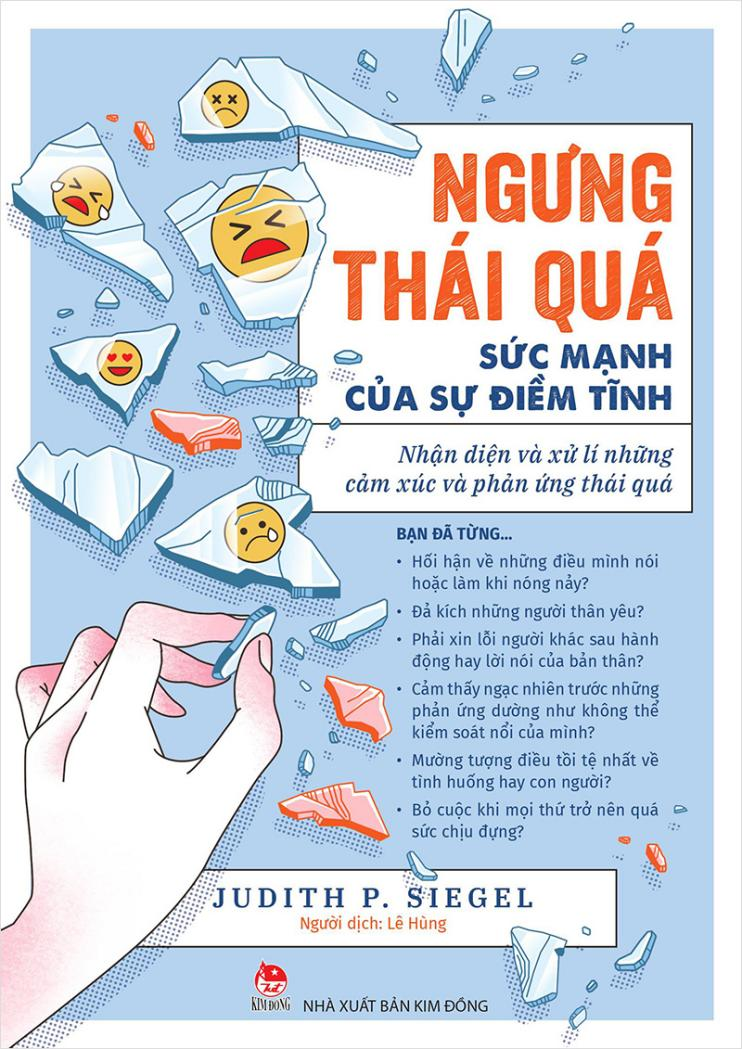 NGƯNG
THÁI QUÁ
SỨC MẠNH
CỦA SỰ ĐIỀM TĨNH
Nhận diện và xử lí những
cảm xúc và phản ứng thái quá
BẠN ĐÃ TỪNG...
• Hối hận về những điều mình nói
hoặc làm khi nóng nảy?
• Đả kích những người thân yêu?
• Phải xin lỗi người khác sau hành
động hay lời nói của bản thân?
• Cảm thấy ngạc nhiên trước những
phản ứng dường như không thể
kiểm soát nổi của mình?
• Mường tượng điều tồi tệ nhất về
tình huống hay con người?
• Bỏ cuộc khi mọi thứ trở nên quá
sức chịu đựng?
JUDITH P. SIEGEL
Người dịch: Lê Hùng
KIM ĐỒNG
NHÀ XUẤT BẢN KIM ĐỒNG